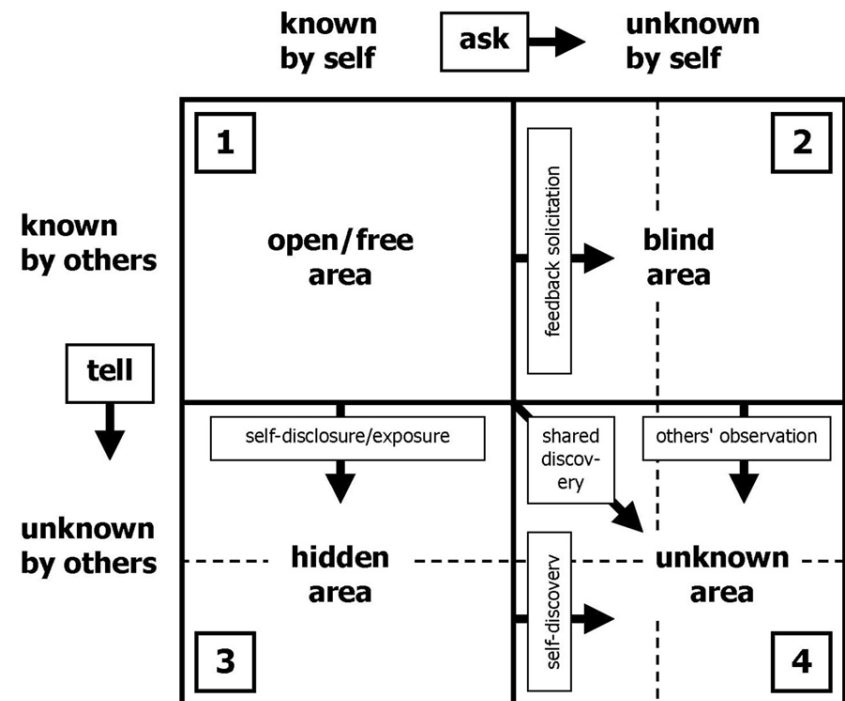 known
by self
ask
unknown
by self
1
2
known
by others
open/free
area
feedback solicitation
blind
area
tell
self-disclosure/exposure
shared
discov-
ery
others' observation
unknown
by others
hidden
area
self-discovery
unknown
area
3
4